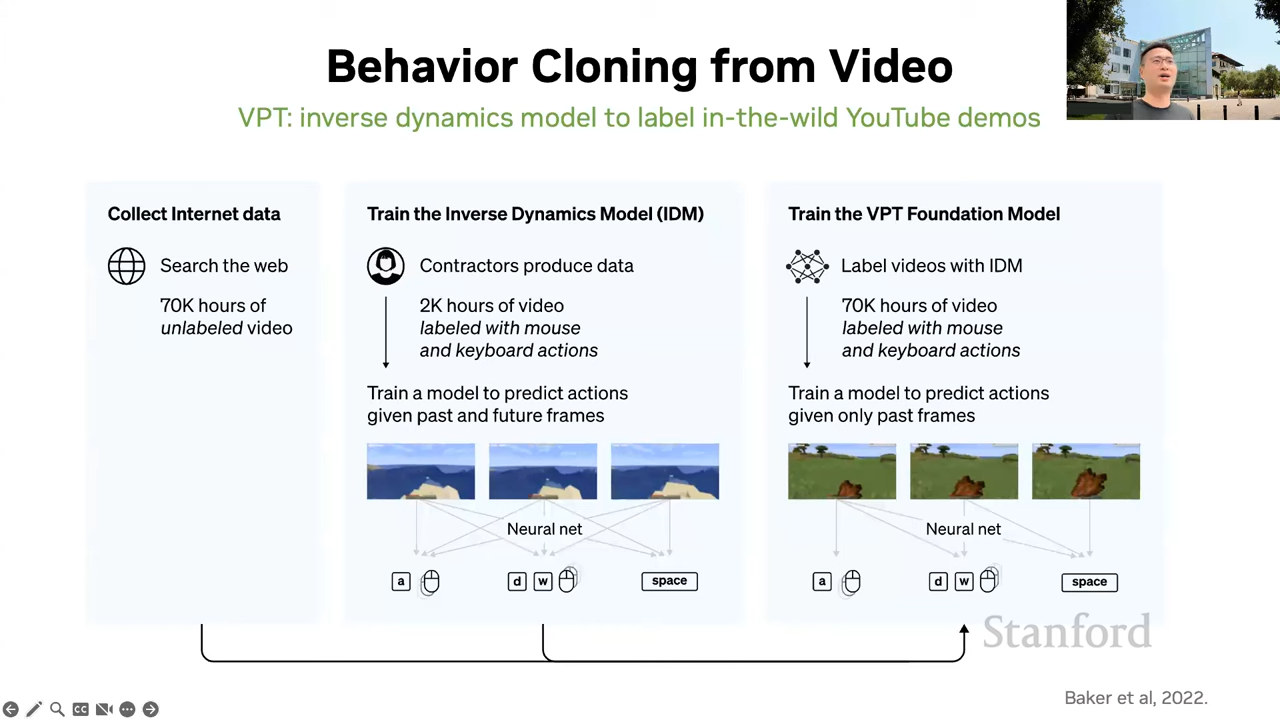 Behavior Cloning from Video
VPT: inverse dynamics model to label in-the-wild YouTube demos
Collect Internet data
Search the web
70K hours of
unlabeled video
Train the Inverse Dynamics Model (IDM)
Contractors produce data
2K hours of video
labeled with mouse
and keyboard actions
Train a model to predict actions
given past and future frames
Neural net
a
d w
space
Train the VPT Foundation Model
Label videos with IDM
70K hours of video
labeled with mouse
and keyboard actions
Train a model to predict actions
given only past frames
Neural net
a
d w
space
Stanford
Baker et al, 2022.
CC